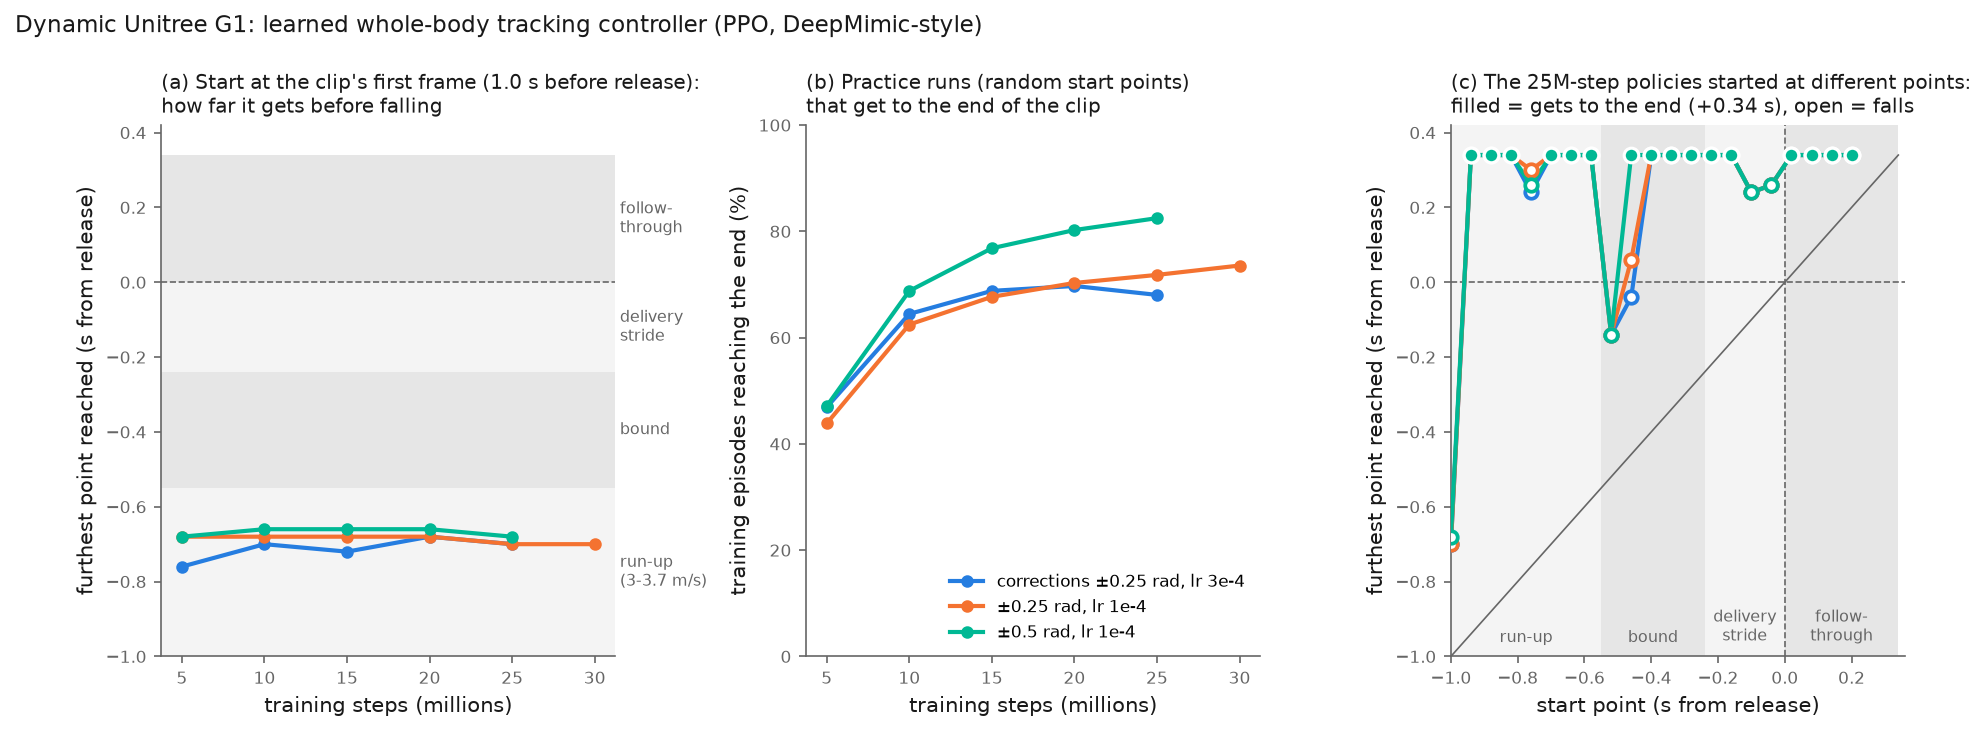 Dynamic Unitree G1: learned whole-body tracking controller (PPO, DeepMimic-style)
(a) Start at the clip's first frame (1.0 s before release):
how far it gets before falling
furthest point reached (s from release)
0.4
0.2
0.0
−0.2
−0.4
−0.6
−0.8
−1.0
follow-
through
delivery
stride
bound
run-up
(3-3.7 m/s)
5 10 15 20 25 30
training steps (millions)
(b) Practice runs (random start points)
that get to the end of the clip
training episodes reaching the end (%)
100
80
60
40
20
0
corrections ±0.25 rad, lr 3e-4
±0.25 rad, lr 1e-4
±0.5 rad, lr 1e-4
5 10 15 20 25 30
training steps (millions)
(c) The 25M-step policies started at different points:
filled = gets to the end (+0.34 s), open = falls
furthest point reached (s from release)
0.4
0.2
0.0
−0.2
−0.4
−0.6
−0.8
−1.0
run-up
bound
delivery
stride
follow-
through
−1.0 −0.8 −0.6 −0.4 −0.2 0.0 0.2
start point (s from release)